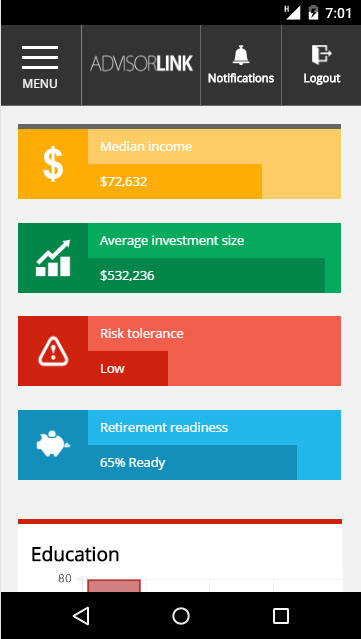 H 7:01
MENU
ADVISORLINK
Notifications
Logout
Median income
$72,632
Average investment size
$532,236
Risk tolerance
Low
Retirement readiness
65% Ready
Education
80